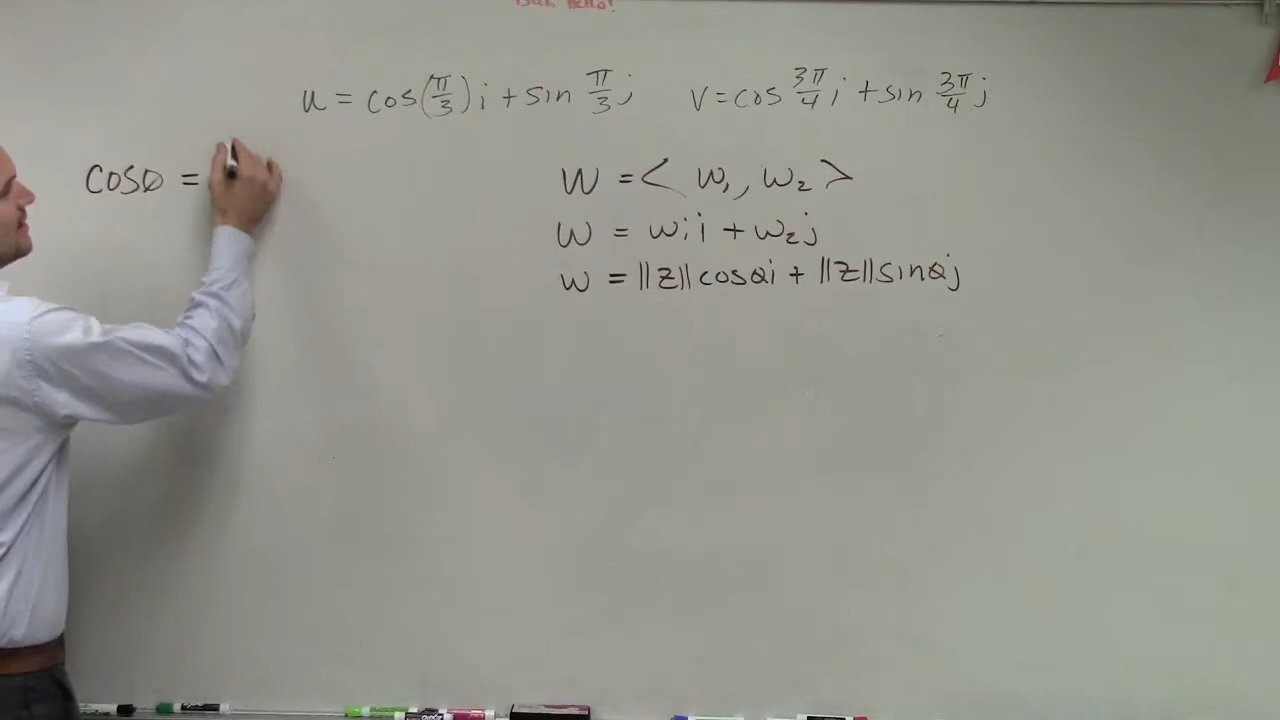 u = cos(π/3)i + sin π/3 j v = cos 3π/4 i + sin 3π/4 j
cosθ =
w = < w₁, w₂ >
w = w₁i + w₂j
w = ||z|| cosθi + ||z|| sinθj